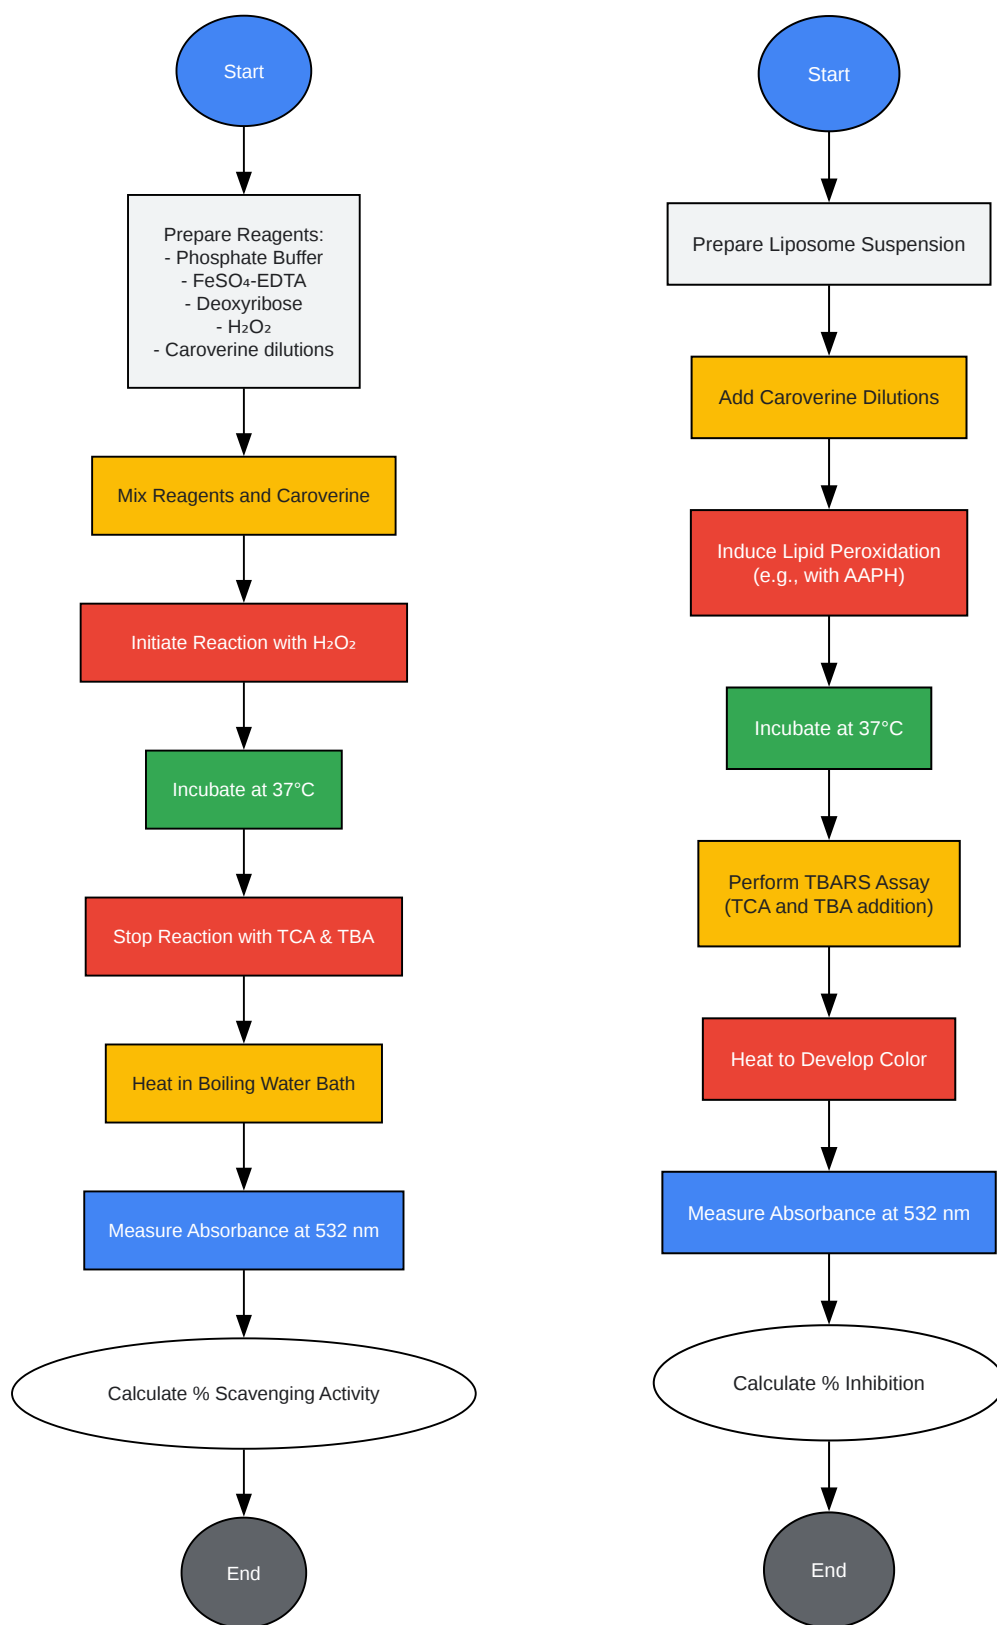 Start
Prepare Reagents:
- Phosphate Buffer
- FeSO₄-EDTA
- Deoxyribose
- H₂O₂
- Caroverine dilutions
Mix Reagents and Caroverine
Initiate Reaction with H₂O₂
Incubate at 37°C
Stop Reaction with TCA & TBA
Heat in Boiling Water Bath
Measure Absorbance at 532 nm
Calculate % Scavenging Activity
End
Start
Prepare Liposome Suspension
Add Caroverine Dilutions
Induce Lipid Peroxidation
(e.g., with AAPH)
Incubate at 37°C
Perform TBARS Assay
(TCA and TBA addition)
Heat to Develop Color
Measure Absorbance at 532 nm
Calculate % Inhibition
End